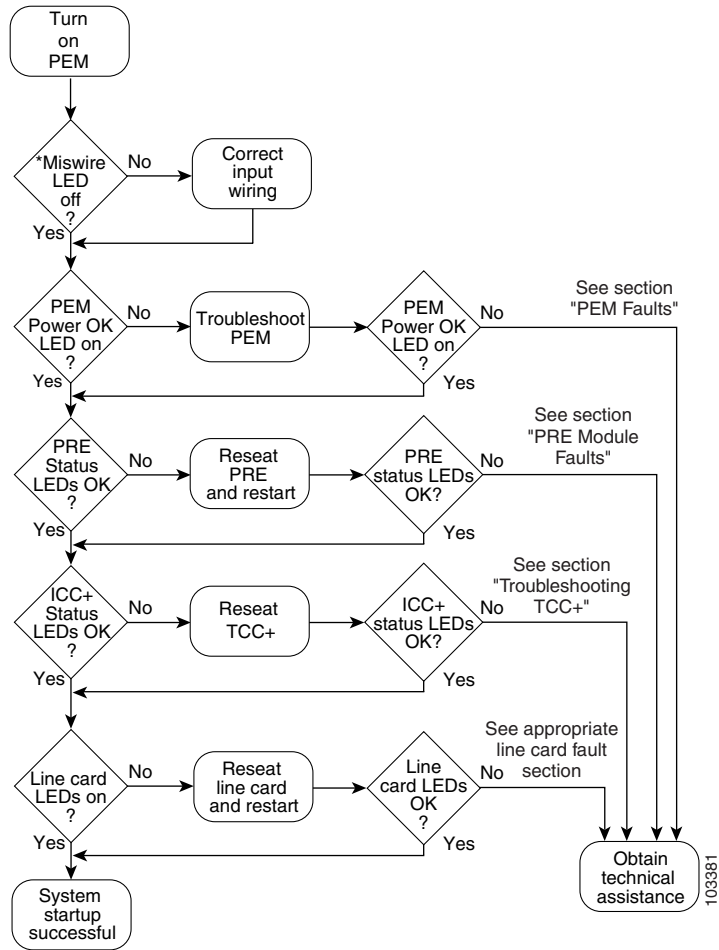 Turn
on
PEM
*Miswire
LED
off
?
No
Correct
input
wiring
Yes
PEM
Power OK
LED on
?
No
Troubleshoot
PEM
PEM
Power OK
LED on
?
No
See section
"PEM Faults"
Yes
Yes
PRE
Status
LEDs OK
?
No
Reseat
PRE
and restart
PRE
status LEDs
OK?
No
See section
"PRE Module
Faults"
Yes
Yes
ICC+
Status
LEDs OK
?
No
Reseat
TCC+
ICC+
status LEDs
OK?
No
See section
"Troubleshooting
TCC+"
Yes
Yes
Line card
LEDs on
?
No
Reseat
line card
and restart
Line
card LEDs
OK
?
No
See appropriate
line card fault
section
Yes
Yes
System
startup
successful
Obtain
technical
assistance
103381